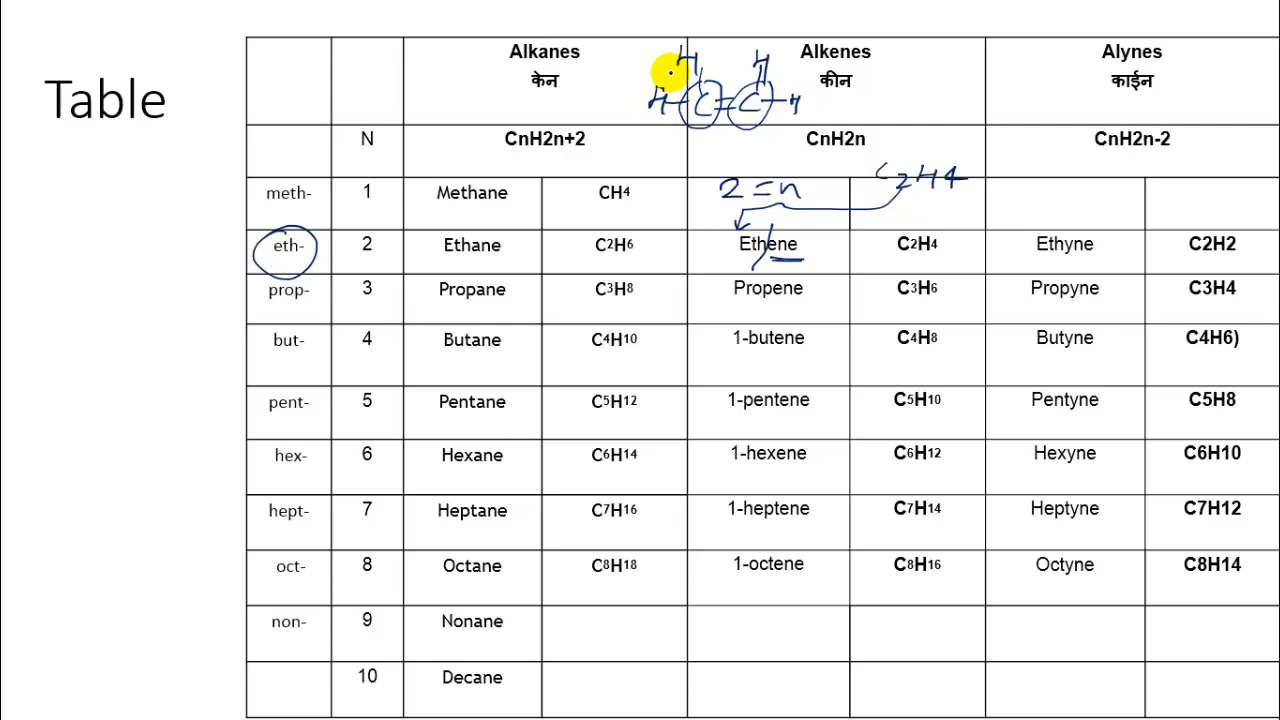 Table
Alkanes Alkenes Alynes
केन कीन काईन
H H
H-C=C-H
N CnH2n+2 CnH2n CnH2n-2
2=n C2H4
meth- 1 Methane CH4
eth- 2 Ethane C2H6 Ethene C2H4 Ethyne C2H2
prop- 3 Propane C3H8 Propene C3H6 Propyne C3H4
but- 4 Butane C4H10 1-butene C4H8 Butyne C4H6)
pent- 5 Pentane C5H12 1-pentene C5H10 Pentyne C5H8
hex- 6 Hexane C6H14 1-hexene C6H12 Hexyne C6H10
hept- 7 Heptane C7H16 1-heptene C7H14 Heptyne C7H12
oct- 8 Octane C8H18 1-octene C8H16 Octyne C8H14
non- 9 Nonane
10 Decane